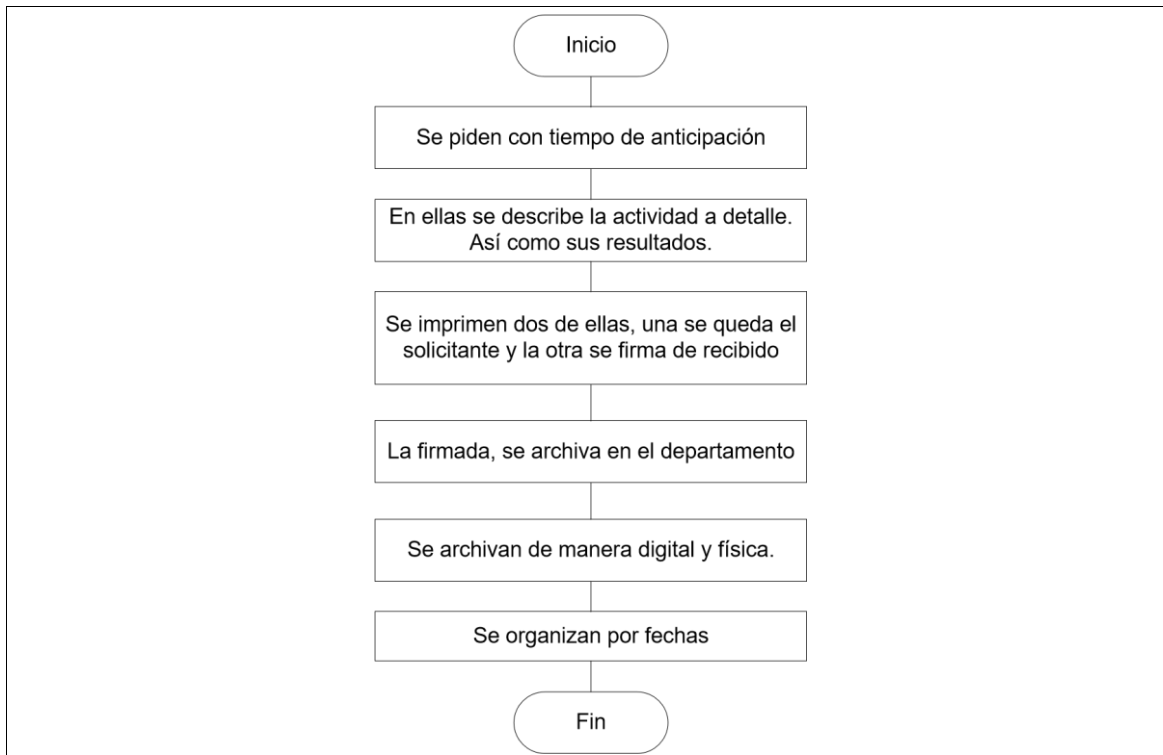 Inicio
Se piden con tiempo de anticipación
En ellas se describe la actividad a detalle.
Así como sus resultados.
Se imprimen dos de ellas, una se queda el
solicitante y la otra se firma de recibido
La firmada, se archiva en el departamento
Se archivan de manera digital y física.
Se organizan por fechas
Fin